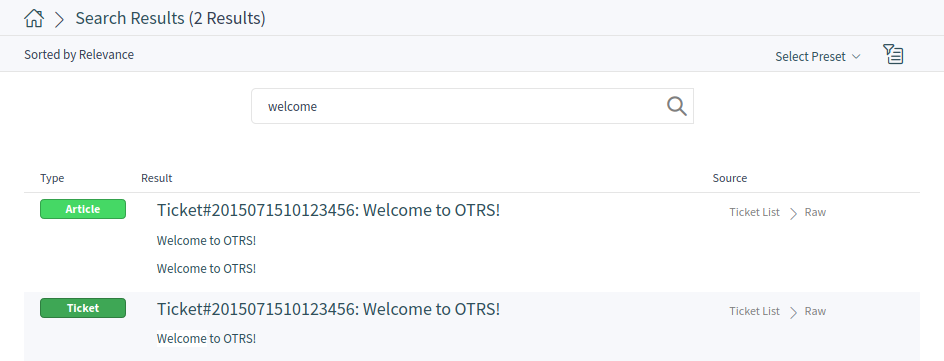 Search Results (2 Results)
Sorted by Relevance
Select Preset
welcome
Type Result Source
Article Ticket#2015071510123456: Welcome to OTRS! Ticket List Raw
Welcome to OTRS!
Welcome to OTRS!
Ticket Ticket#2015071510123456: Welcome to OTRS! Ticket List Raw
Welcome to OTRS!